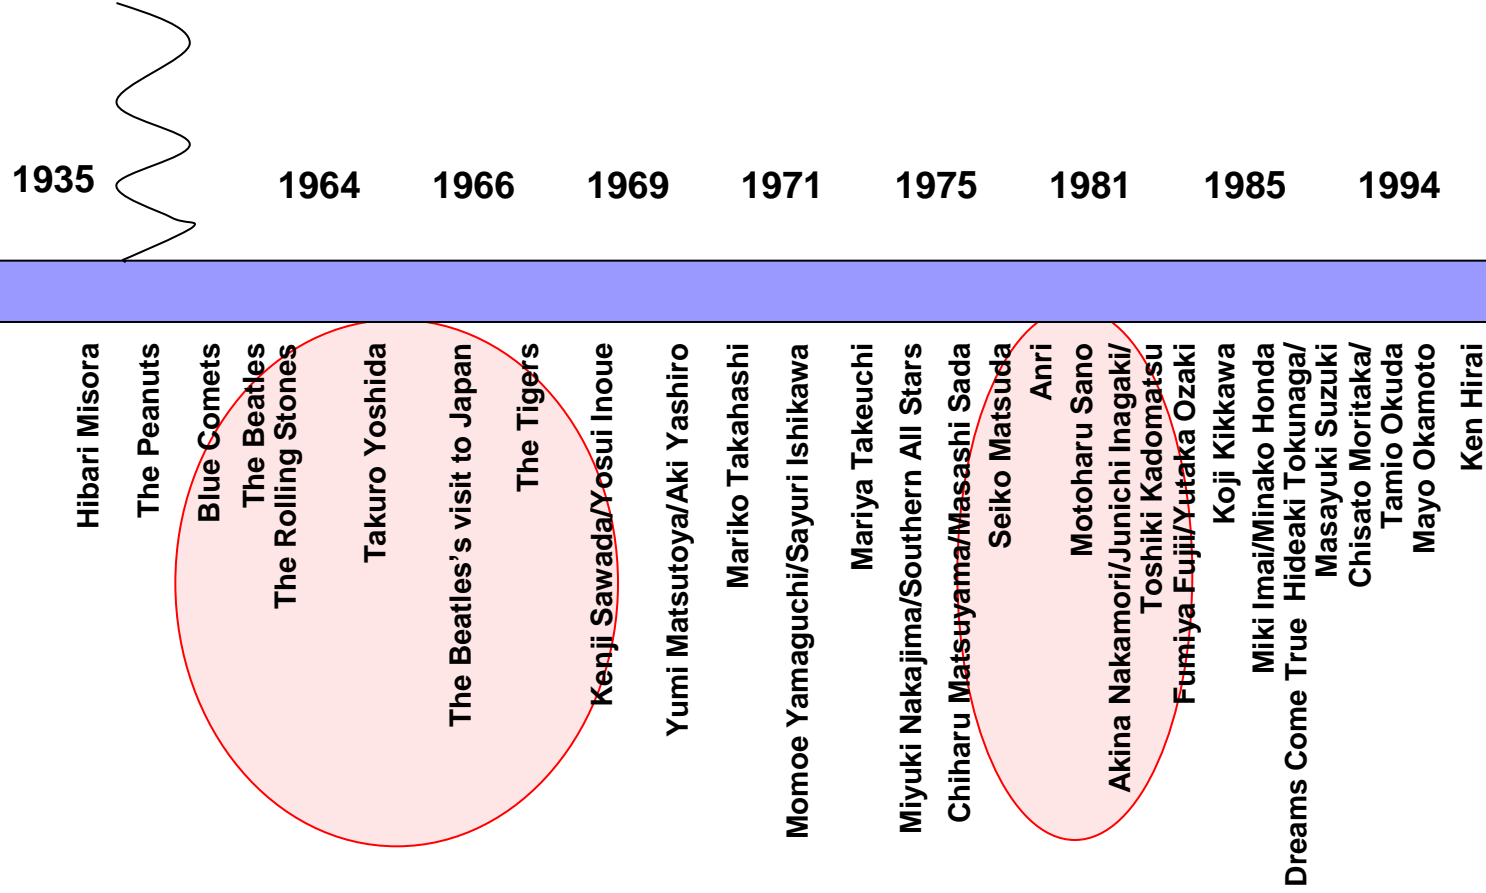 1935
1964
1966
1969
1971
1975
1981
1985
1994
Hibari Misora
The Peanuts
Blue Comets
The Beatles
The Rolling Stones
Takuro Yoshida
The Beatles’s visit to Japan
The Tigers
Kenji Sawada/Yosui Inoue
Yumi Matsutoya/Aki Yashiro
Mariko Takahashi
Momoe Yamaguchi/Sayuri Ishikawa
Mariya Takeuchi
Miyuki Nakajima/Southern All Stars
Chiharu Matsuyama/Masashi Sada
Seiko Matsuda
Anri
Motoharu Sano
Akina Nakamori/Junichi Inagaki/
Toshiki Kadomatsu
Fumiya Fujii/Yutaka Ozaki
Koji Kikkawa
Miki Imai/Minako Honda
Dreams Come True Hideaki Tokunaga/
Masayuki Suzuki
Chisato Moritaka/
Tamio Okuda
Mayo Okamoto
Ken Hirai